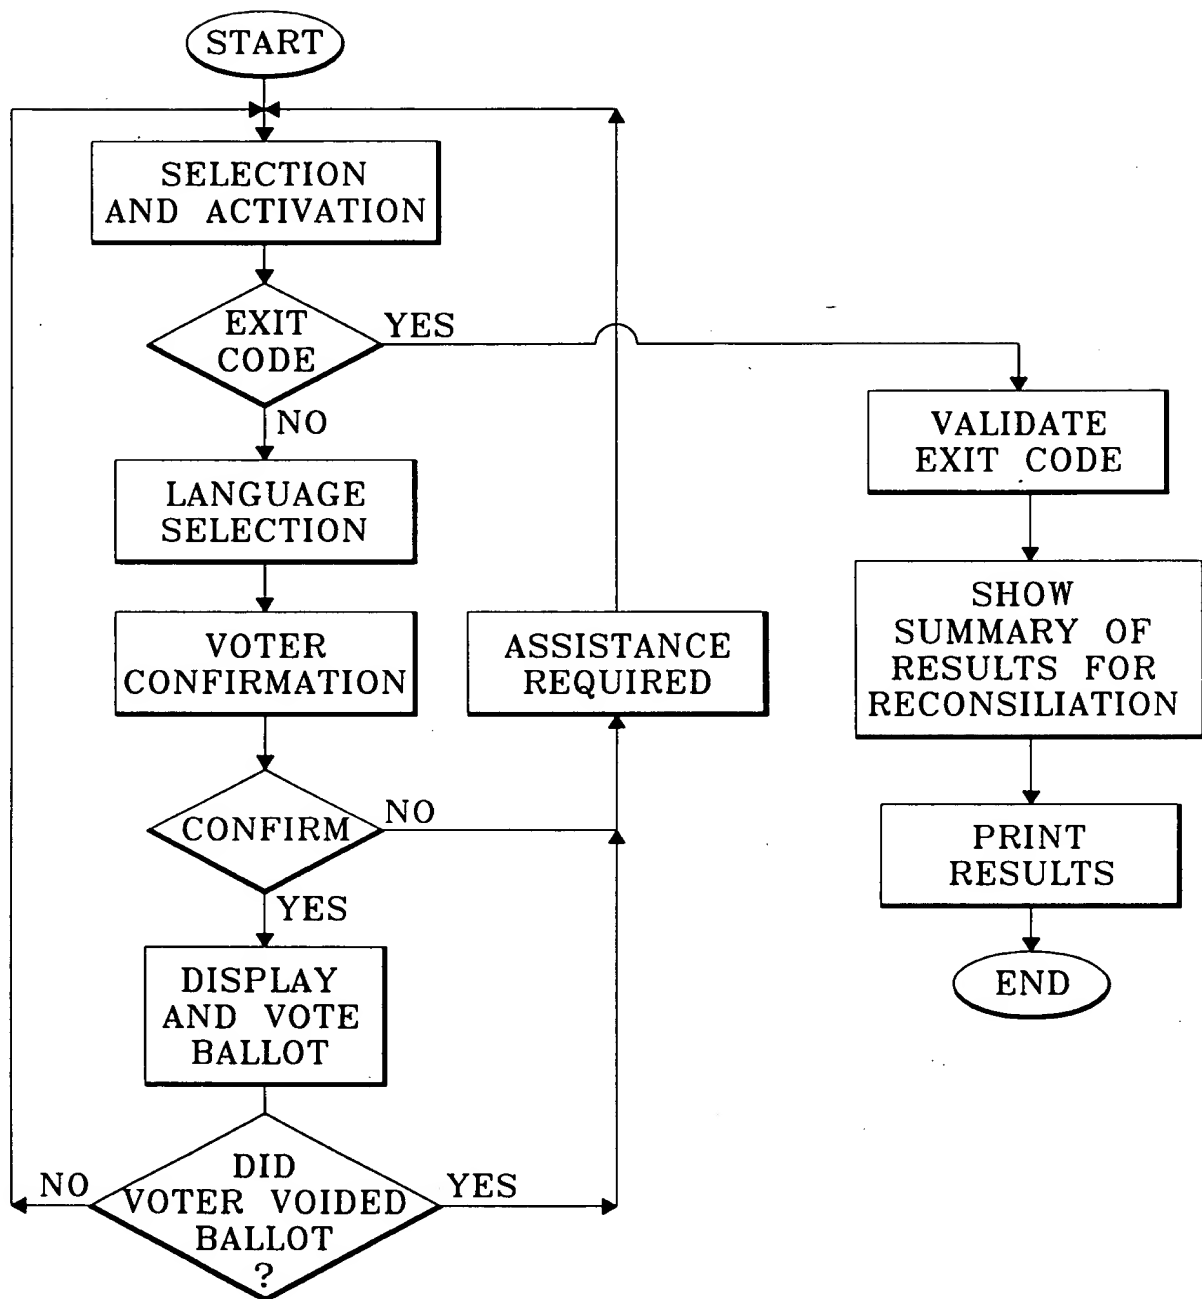 START
SELECTION
AND ACTIVATION
EXIT
CODE
YES
NO
LANGUAGE
SELECTION
VOTER
CONFIRMATION
CONFIRM
NO
YES
DISPLAY
AND VOTE
BALLOT
DID
VOTER VOIDED
BALLOT
?
NO
YES
ASSISTANCE
REQUIRED
VALIDATE
EXIT CODE
SHOW
SUMMARY OF
RESULTS FOR
RECONSILIATION
PRINT
RESULTS
END